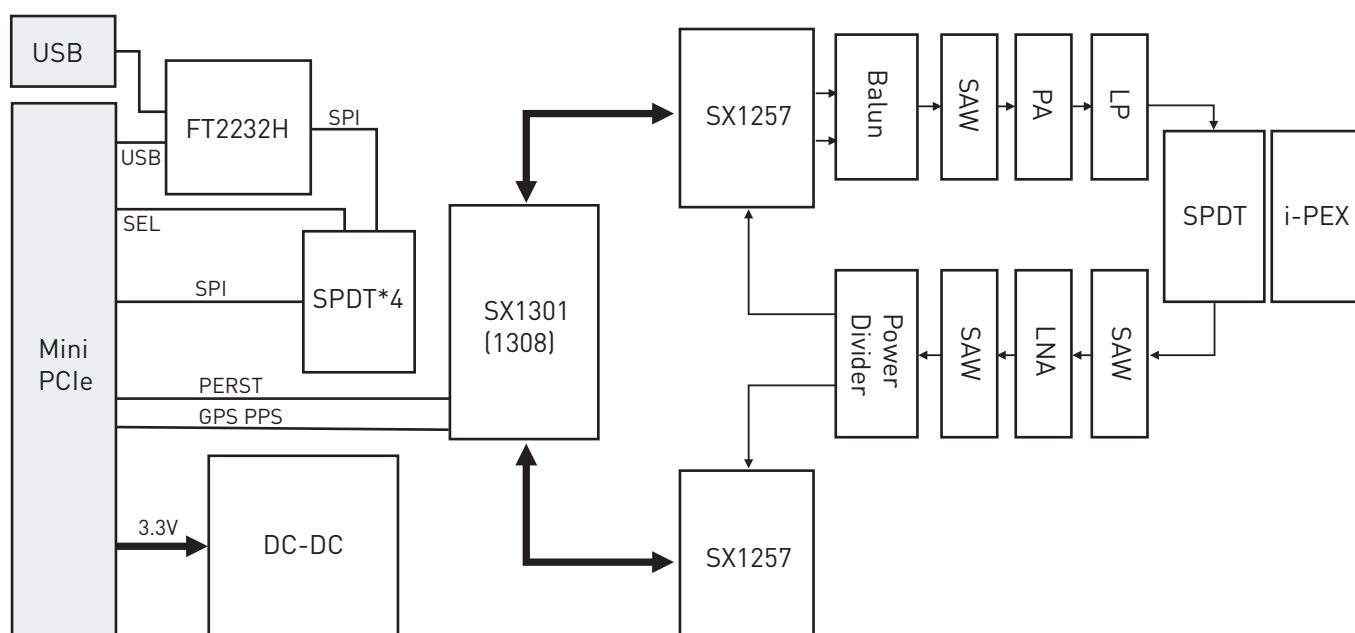 USB
FT2232H
SPI
USB
SEL
SPI
SPDT*4
Mini
PCIe
PERST
GPS PPS
3.3V
DC-DC
SX1301
(1308)
SX1257
Balun
SAW
PA
LP
SPDT
i-PEX
Power
Divider
SAW
LNA
SAW
SX1257